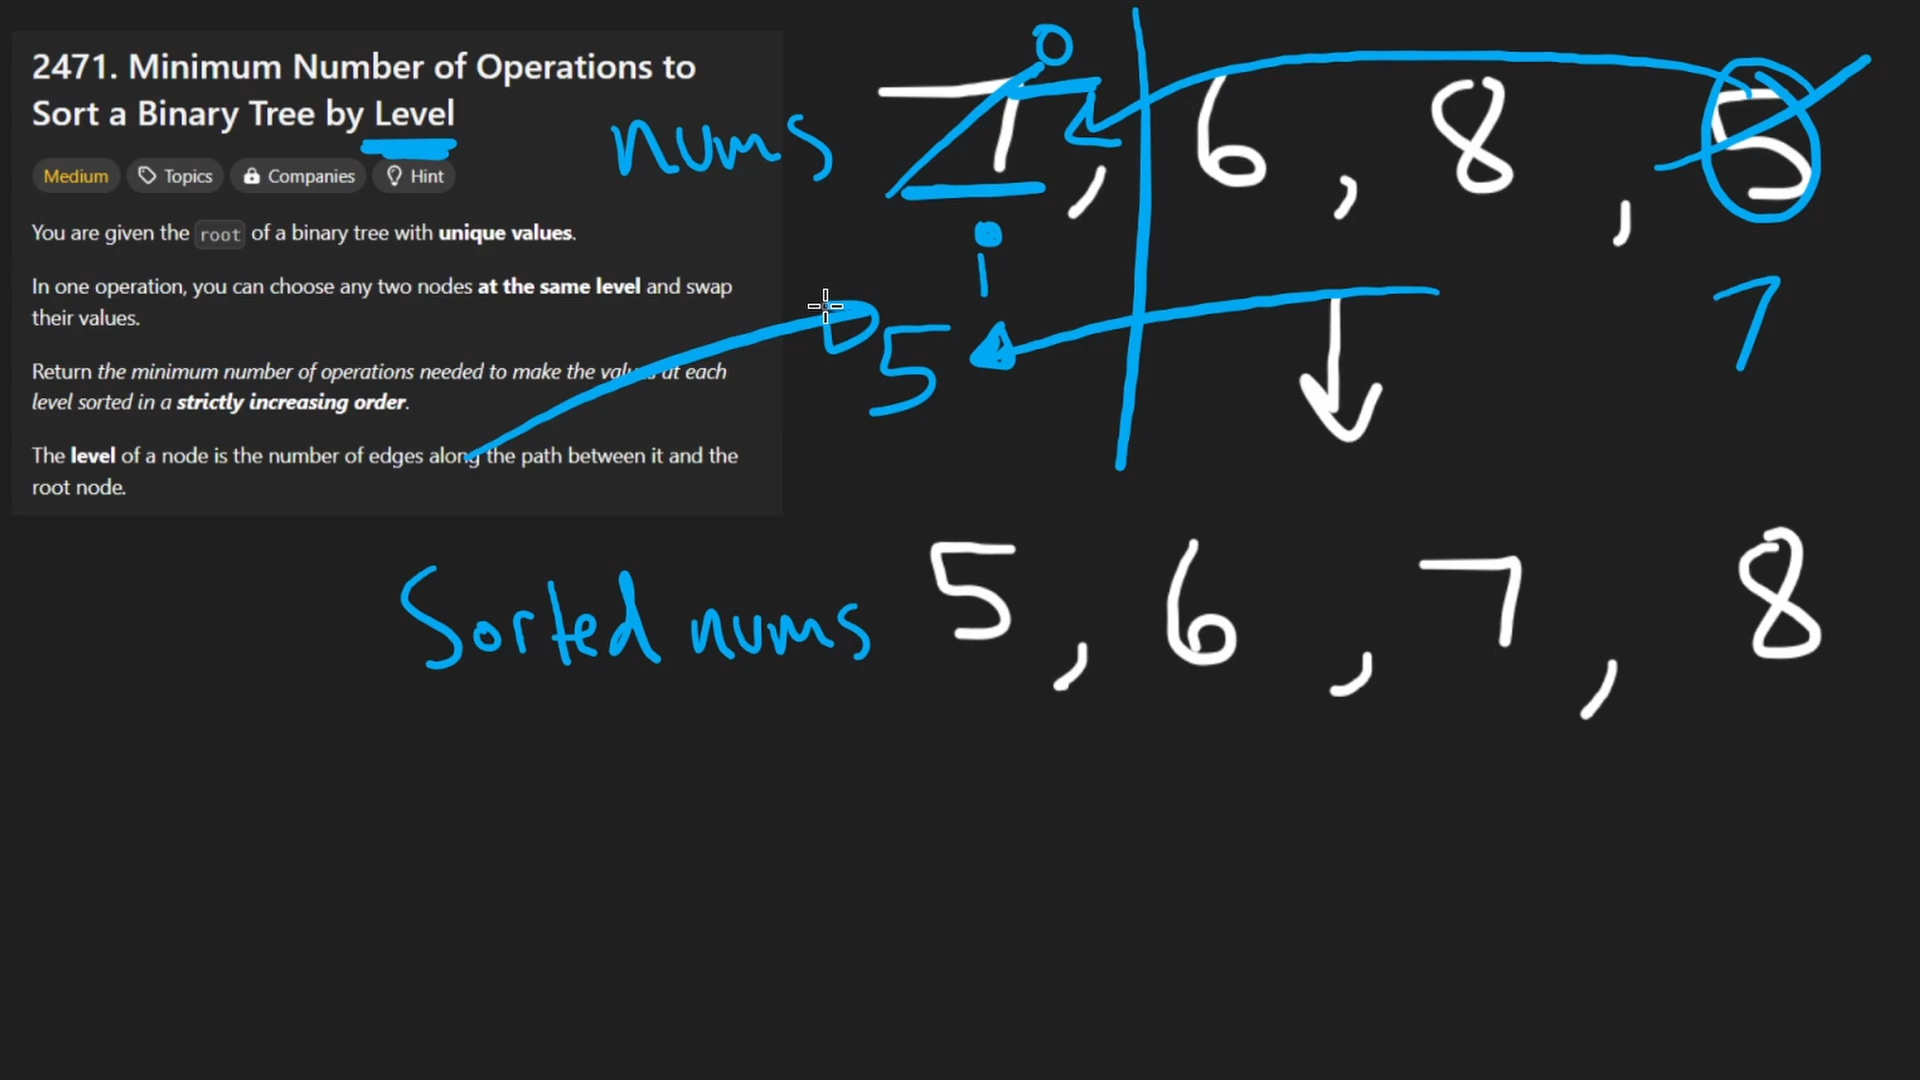 2471. Minimum Number of Operations to
Sort a Binary Tree by Level
Medium Topics Companies Hint
You are given the root of a binary tree with unique values.
In one operation, you can choose any two nodes at the same level and swap
their values.
Return the minimum number of operations needed to make the values at each
level sorted in a strictly increasing order.
The level of a node is the number of edges along the path between it and the
root node.
0
nums 7, 6, 8, 5
i
5 7
Sorted nums 5, 6, 7, 8